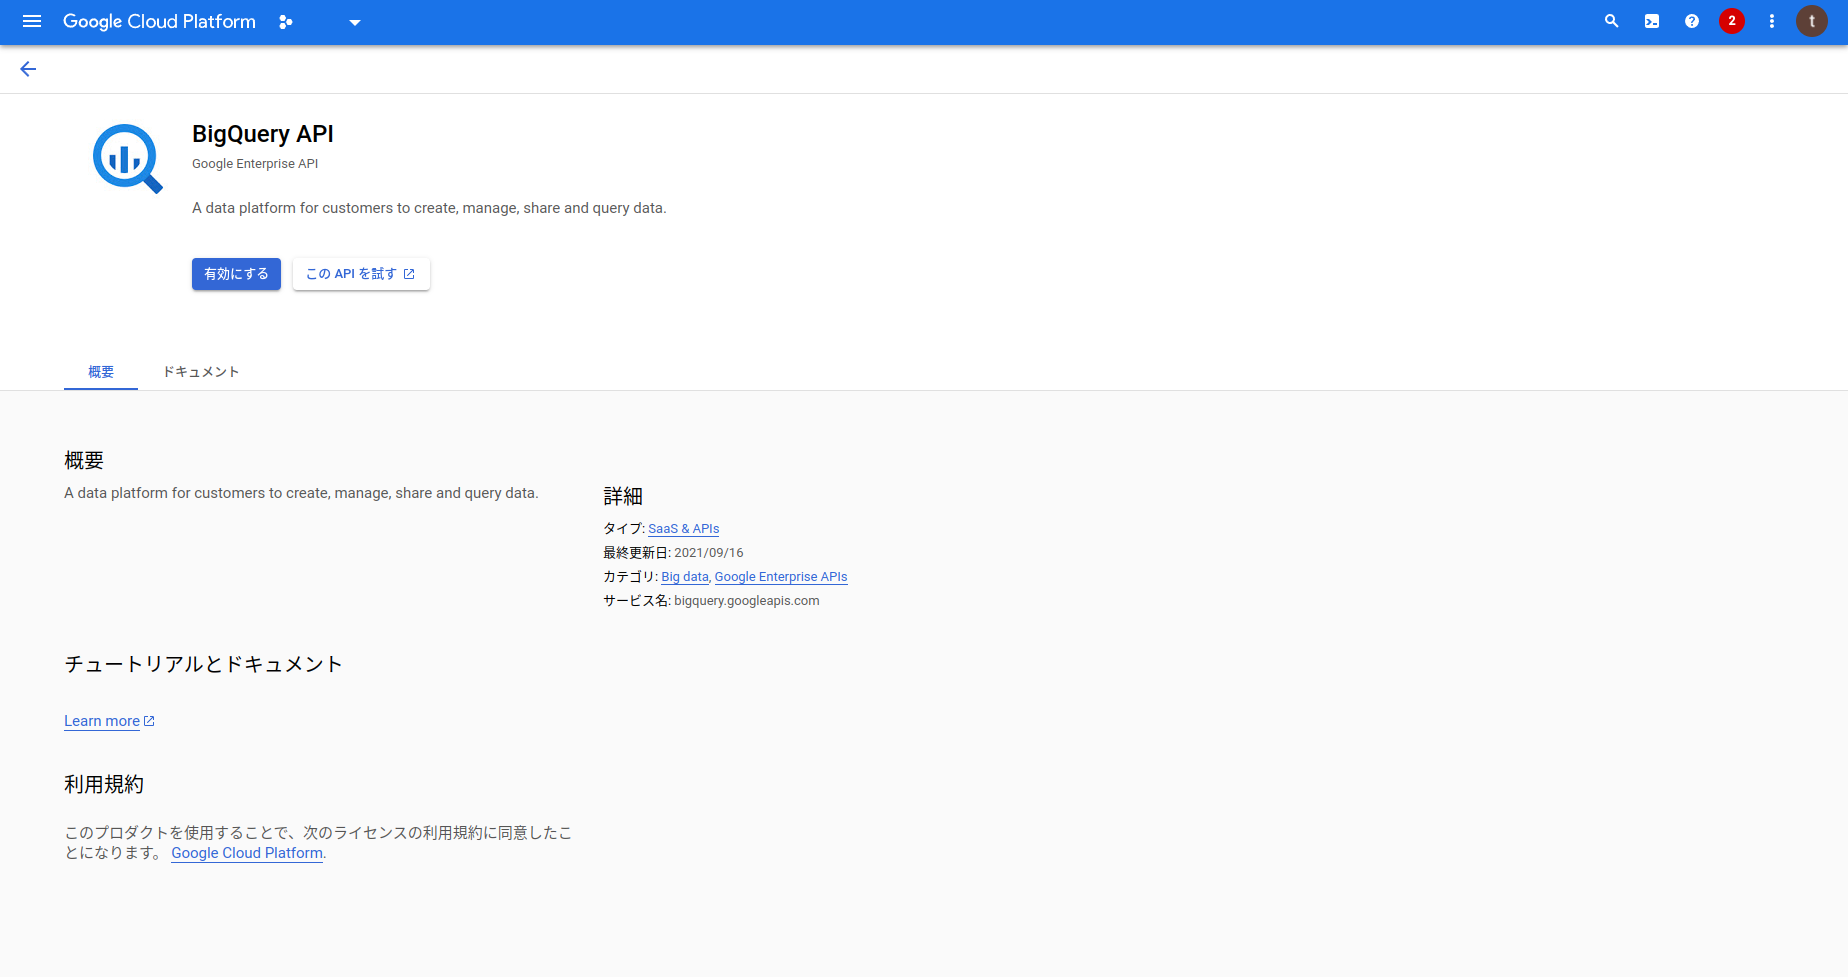 Google Cloud Platform
2
t
BigQuery API
Google Enterprise API
A data platform for customers to create, manage, share and query data.
有効にする
この API を試す
概要
ドキュメント
概要
A data platform for customers to create, manage, share and query data.
詳細
タイプ: SaaS & APIs
最終更新日: 2021/09/16
カテゴリ: Big data, Google Enterprise APIs
サービス名: bigquery.googleapis.com
チュートリアルとドキュメント
Learn more
利用規約
このプロダクトを使用することで、次のライセンスの利用規約に同意したこ
とになります。 Google Cloud Platform.